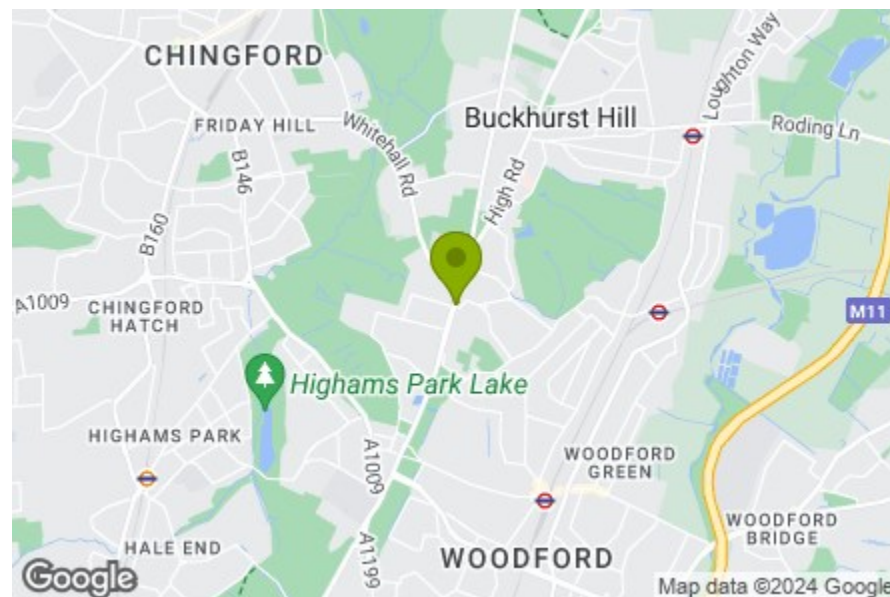 CHINGFORD
Loughton Way
Buckhurst Hill
FRIDAY HILL
Whitehall Rd
Roding Ln
B146
High Rd
B160
A1009
CHINGFORD
HATCH
M11
Highams Park Lake
HIGHAMS PARK
A1009
WOODFORD
GREEN
WOODFORD
BRIDGE
HALE END
A1199
WOODFORD
Google
Map data ©2024 Google